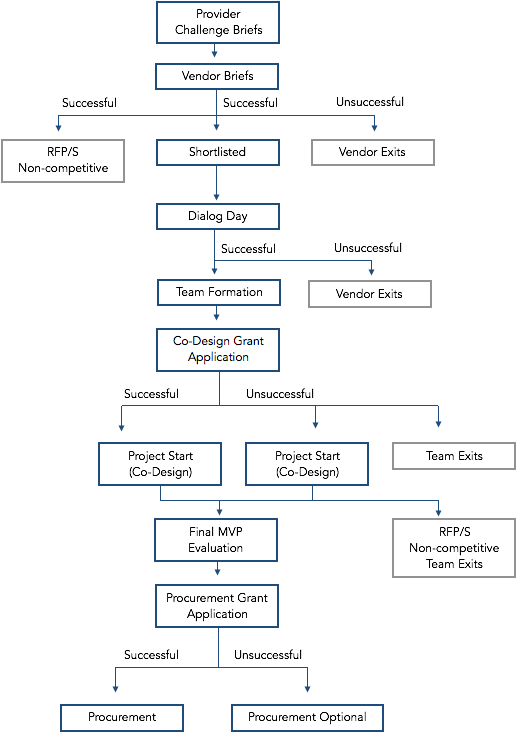 Provider
Challenge Briefs
Vendor Briefs
Successful
Successful
Unsuccessful
RFP/S
Non-competitive
Shortlisted
Vendor Exits
Dialog Day
Successful
Unsuccessful
Team Formation
Vendor Exits
Co-Design Grant
Application
Successful
Unsuccessful
Project Start
(Co-Design)
Project Start
(Co-Design)
Team Exits
Final MVP
Evaluation
RFP/S
Non-competitive
Team Exits
Procurement Grant
Application
Successful
Unsuccessful
Procurement
Procurement Optional